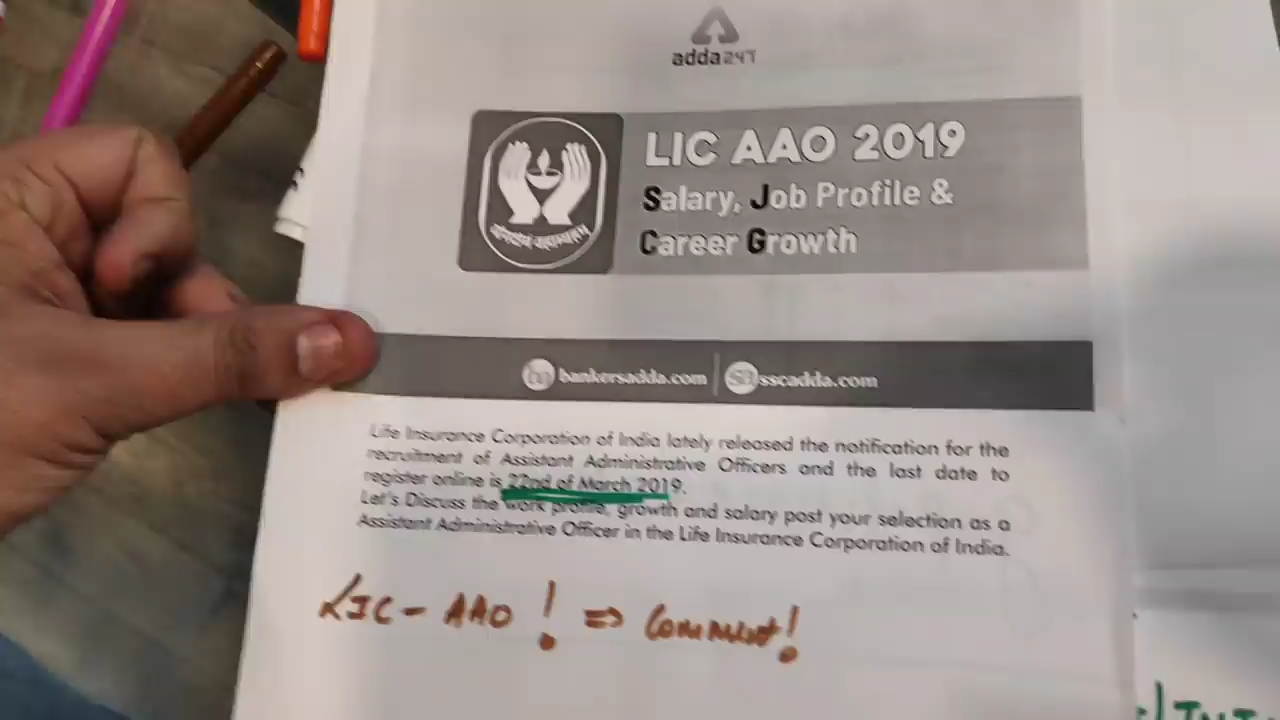 adda247
LIC AAO 2019
Salary, Job Profile &
Career Growth
योगक्षेमं वहाम्यहम्
bankersadda.com | sscadda.com
Life Insurance Corporation of India lately released the notification for the
recruitment of Assistant Administrative Officers and the last date to
register online is 22nd of March 2019.
Let's Discuss the work profile, growth and salary post your selection as a
Assistant Administrative Officer in the Life Insurance Corporation of India.
LIC - AAO ! ⇒ Comment!